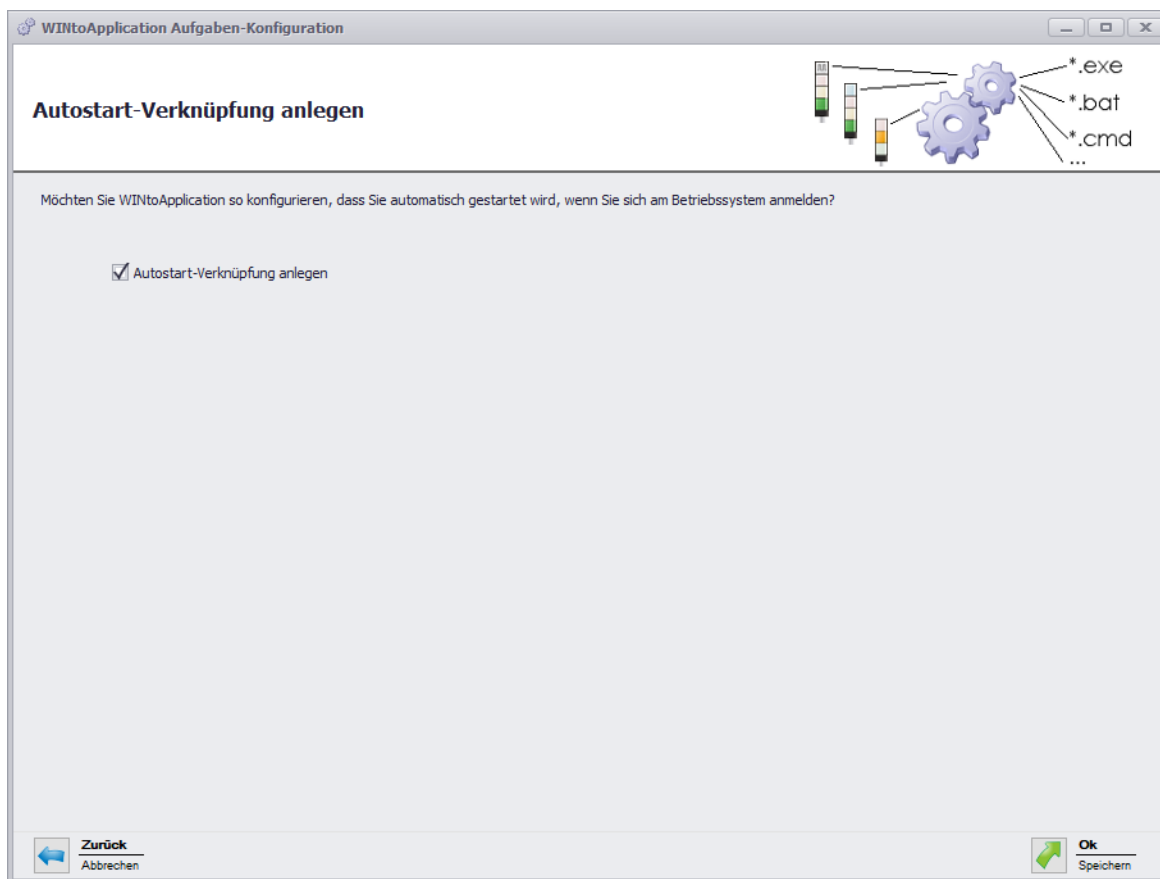 WINtoApplication Aufgaben-Konfiguration
Autostart-Verknüpfung anlegen
*.exe
*.bat
*.cmd
...
Möchten Sie WINtoApplication so konfigurieren, dass Sie automatisch gestartet wird, wenn Sie sich am Betriebssystem anmelden?
Autostart-Verknüpfung anlegen
Zurück
Abbrechen
Ok
Speichern